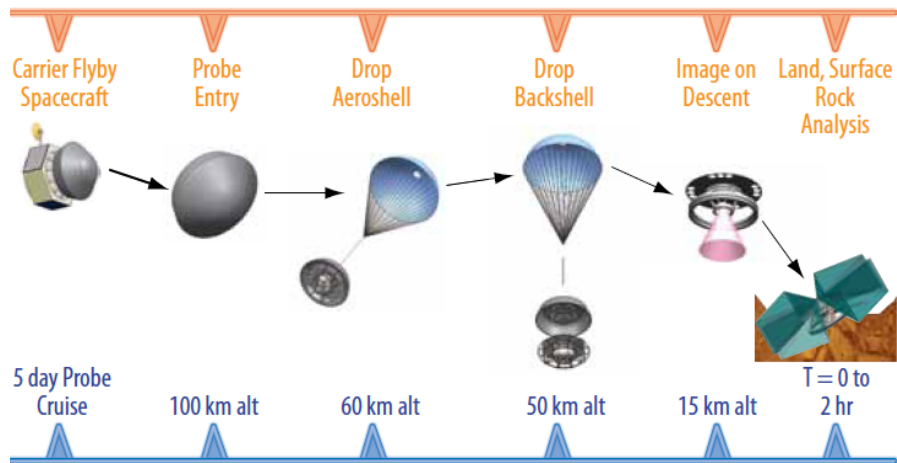 Carrier Flyby
Spacecraft
Probe
Entry
Drop
Aeroshell
Drop
Backshell
Image on
Descent
Land, Surface
Rock
Analysis
5 day Probe
Cruise
100 km alt
60 km alt
50 km alt
15 km alt
T = 0 to
2 hr